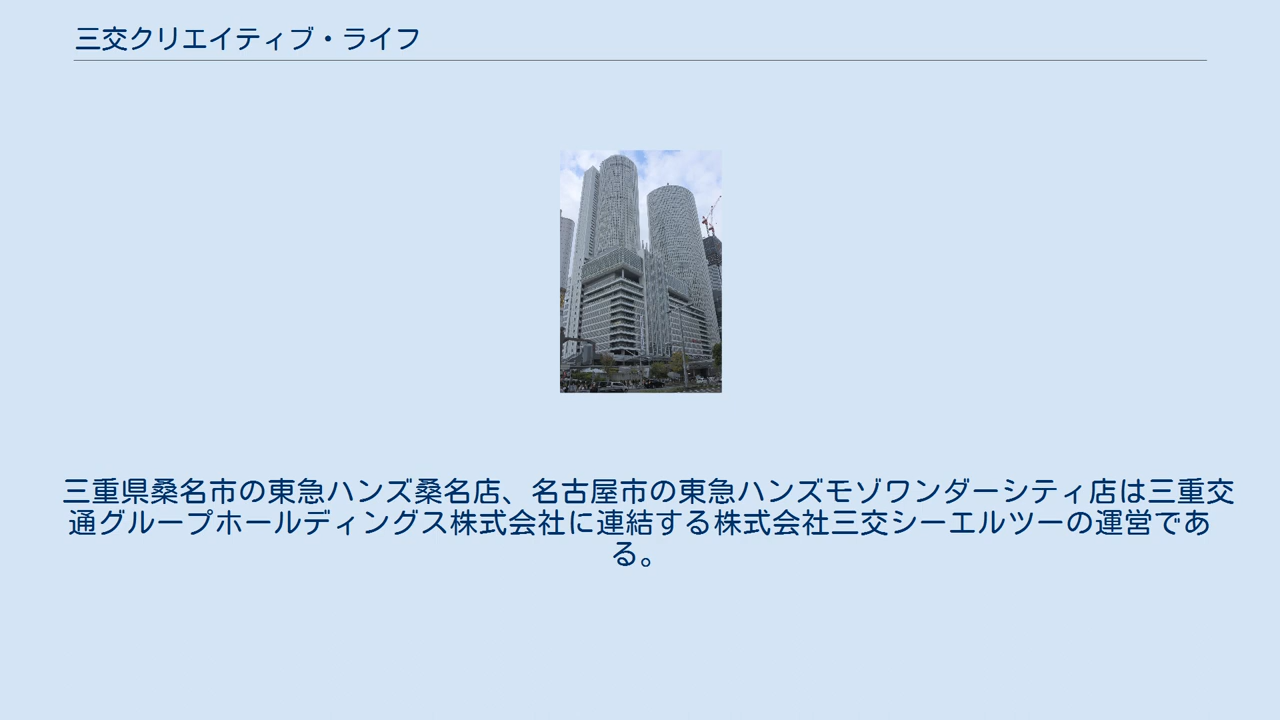 三交クリエイティブ・ライフ
三重県桑名市の東急ハンズ桑名店、名古屋市の東急ハンズモゾワンダーシティ店は三重交
通グループホールディングス株式会社に連結する株式会社三交シーエルツーの運営であ
る。